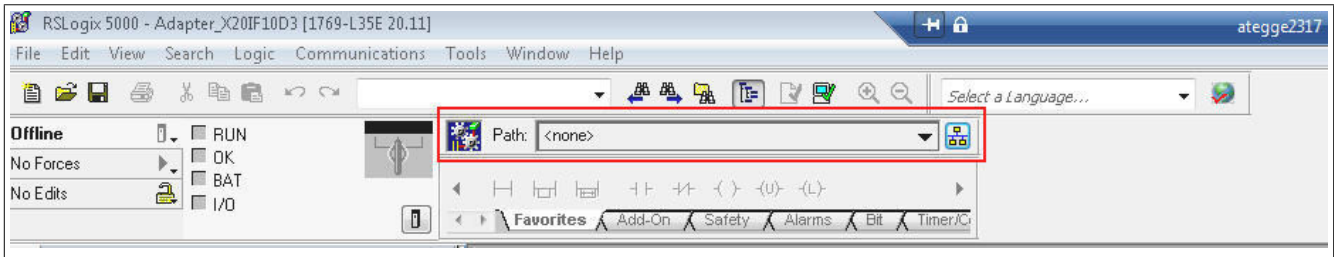 RSLogix 5000 - Adapter_X20IF10D3 [1769-L35E 20.11]
ategge2317
File Edit View Search Logic Communications Tools Window Help
Select a Language...
Offline
RUN
Path: <none>
No Forces
OK
BAT
No Edits
I/O
Favorites Add-On Safety Alarms Bit Timer/C